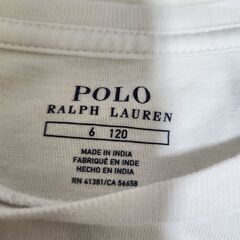 POLO
RALPH LAUREN
6 120
MADE IN INDIA
FABRIQUÉ EN INDE
HECHO EN INDIA
RN 41381/CA 56658